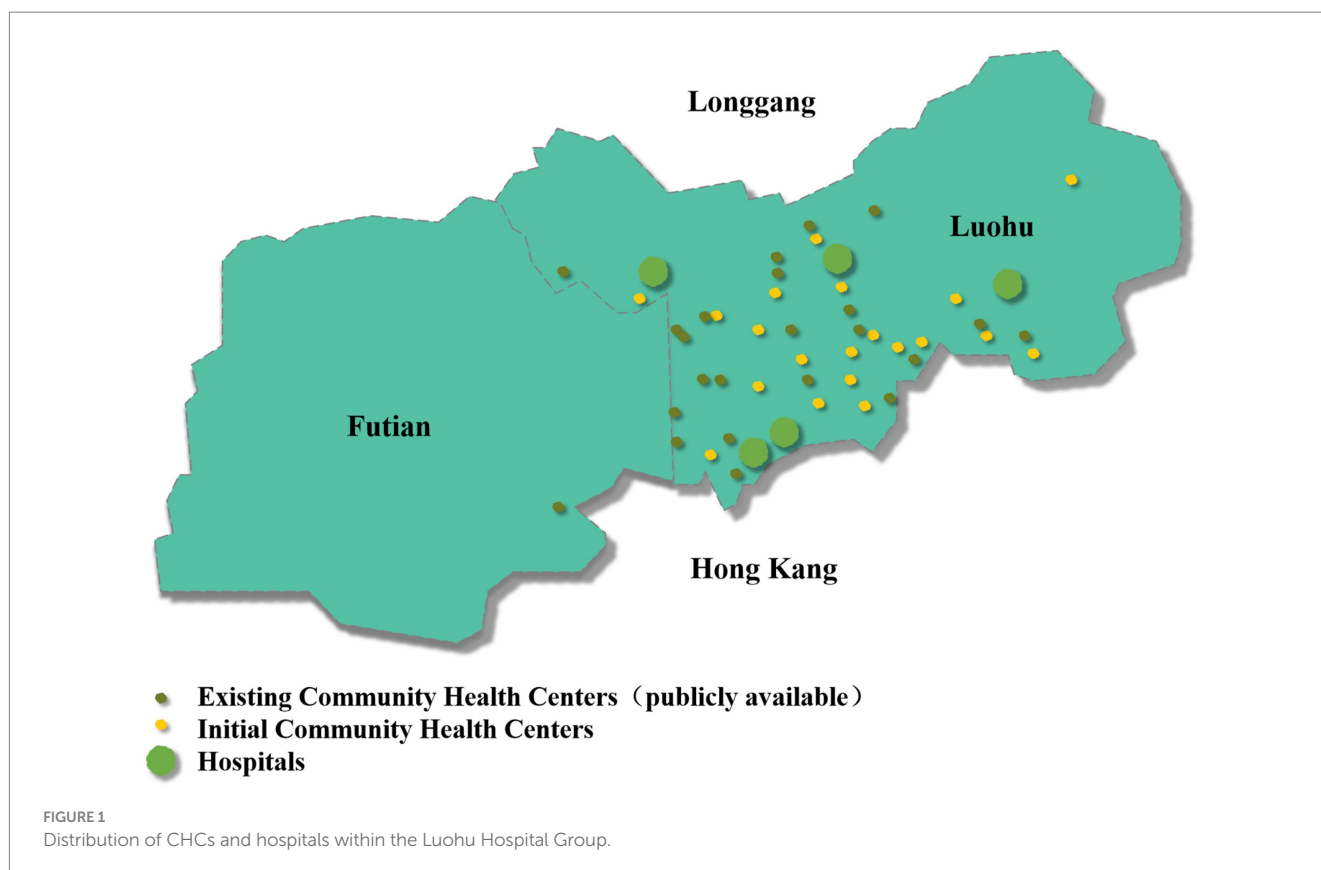 Longgang
Luohu
Futian
Hong Kang
Existing Community Health Centers（publicly available）
Initial Community Health Centers
Hospitals
FIGURE 1
Distribution of CHCs and hospitals within the Luohu Hospital Group.